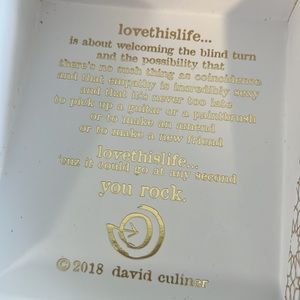 lovethislife...
is about welcoming the blind turn
and the possibility that
there's no such thing as coincidence
and that empathy is incredibly sexy
and that it's never too late
to pick up a guitar or a paintbrush
or to make an amend
or to make a new friend
lovethislife...
'cuz it could go at any second
you rock.
© 2018 david culiner